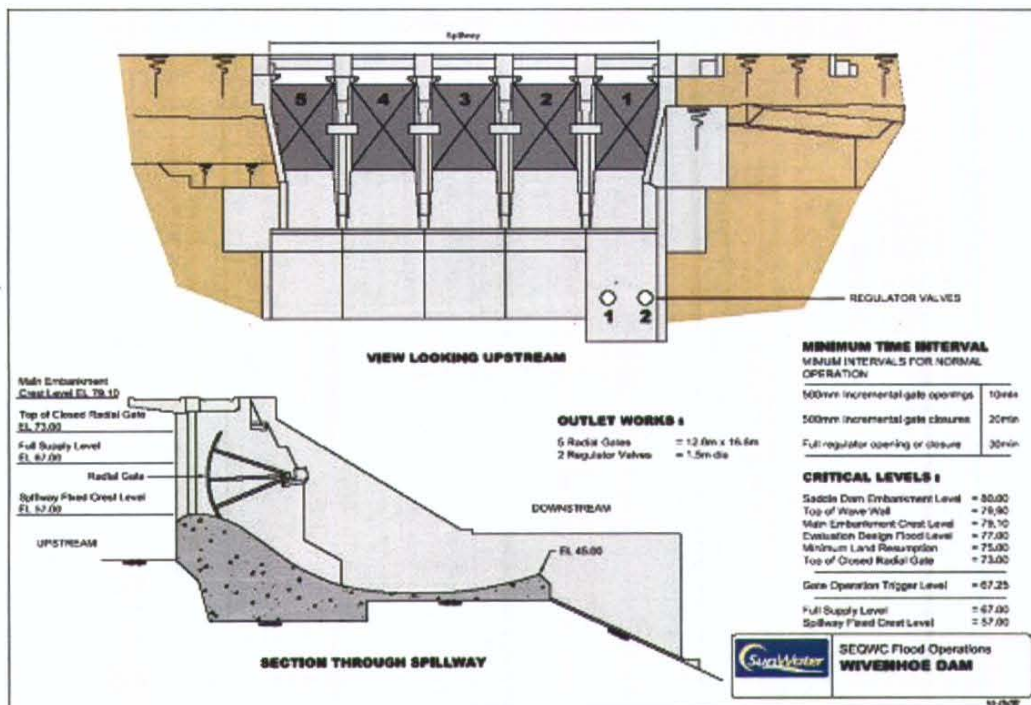 Spillway
5 4 3 2 1
REGULATOR VALVES
1 2
VIEW LOOKING UPSTREAM
MINIMUM TIME INTERVAL
MIMUM INTERVALS FOR NORMAL
OPERATION
500mm incremental gate openings 10min
500mm incremental gate closures 20min
Full regulator opening or closure 30min
Main Embankment
Crest Level EL 79.10
Top of Closed Radial Gate
EL 73.00
Full Supply Level
EL 67.00
Radial Gate
Spillway Fixed Crest Level
EL 57.00
UPSTREAM
OUTLET WORKS :
5 Radial Gates = 12.0m x 16.6m
2 Regulator Valves = 1.5m dia
DOWNSTREAM
EL 45.00
CRITICAL LEVELS :
Saddle Dam Embankment Level = 80.00
Top of Wave Wall = 79.90
Main Embankment Crest Level = 79.10
Evaluation Design Flood Level = 77.00
Minimum Land Resumption = 75.00
Top of Closed Radial Gate = 73.00
Gate Operation Trigger Level = 67.25
Full Supply Level = 67.00
Spillway Fixed Crest Level = 57.00
SECTION THROUGH SPILLWAY
SunWater
SEQWC Flood Operations
WIVENHOE DAM